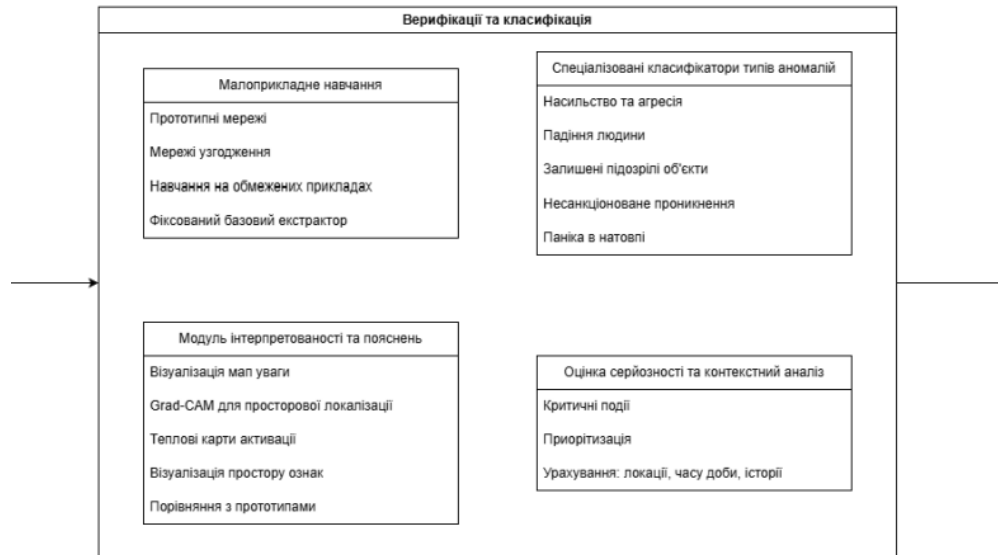 Верифікації та класифікація
Малоприкладне навчання
Прототипні мережі
Мережі узгодження
Навчання на обмежених прикладах
Фіксований базовий екстрактор
Спеціалізовані класифікатори типів аномалій
Насильство та агресія
Падіння людини
Залишені підозрілі об'єкти
Несанкціоноване проникнення
Паніка в натовпі
Модуль інтерпретованості та пояснень
Візуалізація мап уваги
Grad-CAM для просторової локалізації
Теплові карти активації
Візуалізація простору ознак
Порівняння з прототипами
Оцінка серйозності та контекстний аналіз
Критичні події
Приоритизація
Урахування: локації, часу доби, історії